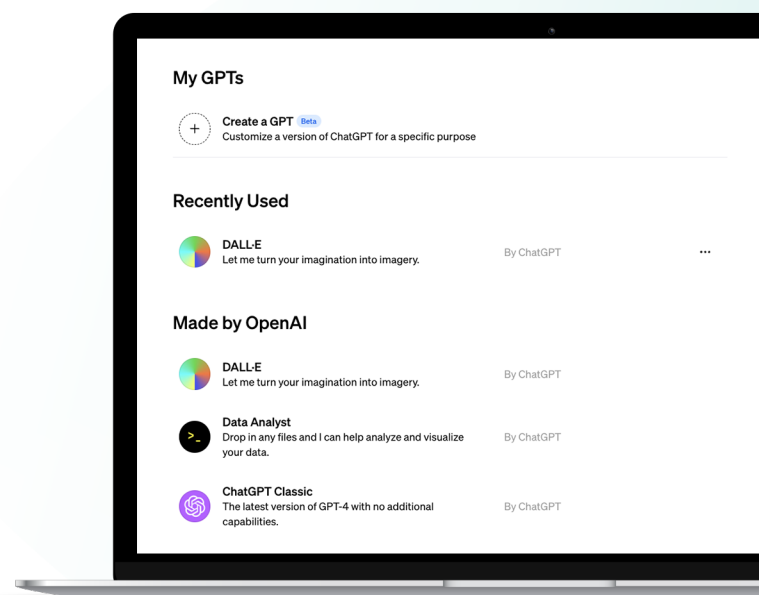 My GPTs
Create a GPT Beta
Customize a version of ChatGPT for a specific purpose
Recently Used
DALL·E
Let me turn your imagination into imagery.
By ChatGPT
Made by OpenAI
DALL·E
Let me turn your imagination into imagery.
By ChatGPT
Data Analyst
Drop in any files and I can help analyze and visualize
your data.
By ChatGPT
ChatGPT Classic
The latest version of GPT-4 with no additional
capabilities.
By ChatGPT